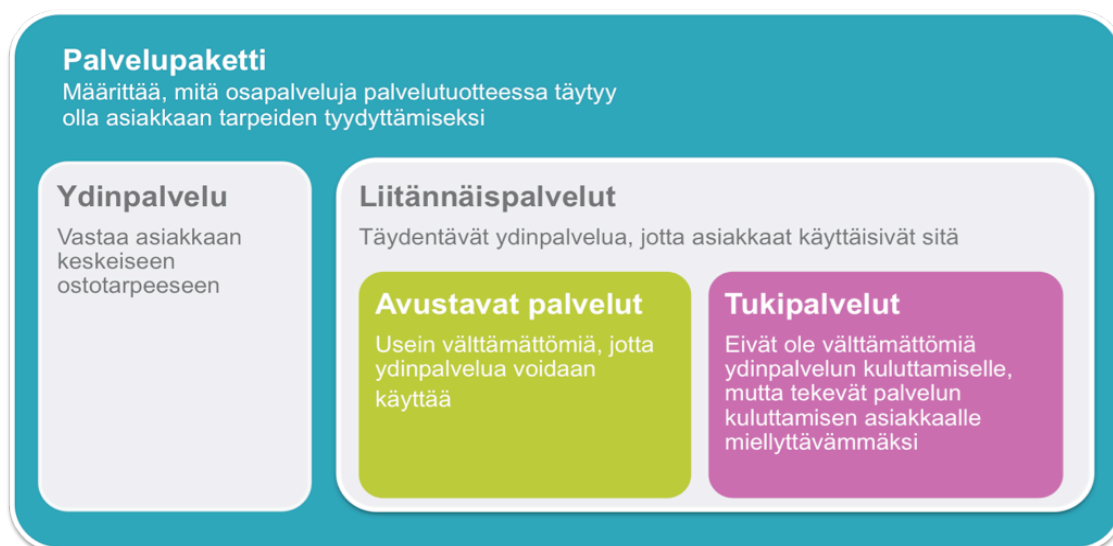 Palvelupaketti
Määrittää, mitä osapalveluja palvelutuotteessa täytyy
olla asiakkaan tarpeiden tyydyttämiseksi
Ydinpalvelu
Vastaa asiakkaan
keskeiseen
ostotarpeeseen
Liitännäispalvelut
Täydentävät ydinpalvelua, jotta asiakkaat käyttäisivät sitä
Avustavat palvelut
Usein välttämättömiä, jotta
ydinpalvelua voidaan
käyttää
Tukipalvelut
Eivät ole välttämättömiä
ydinpalvelun kuluttamiselle,
mutta tekevät palvelun
kuluttamisen asiakkaalle
miellyttävämmäksi